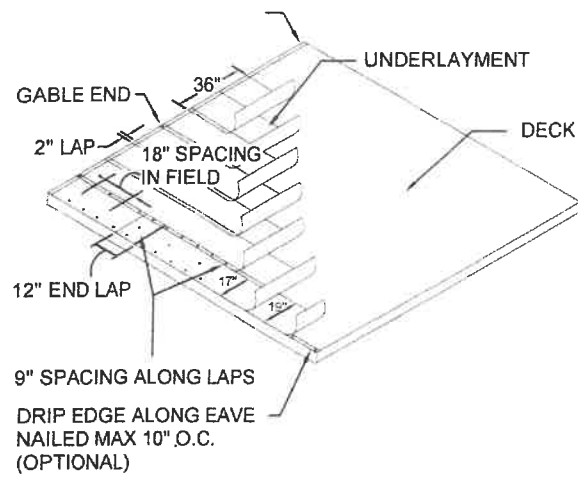 36"
UNDERLAYMENT
GABLE END
DECK
2" LAP
18" SPACING
IN FIELD
12" END LAP
17"
19"
9" SPACING ALONG LAPS
DRIP EDGE ALONG EAVE
NAILED MAX 10" O.C.
(OPTIONAL)